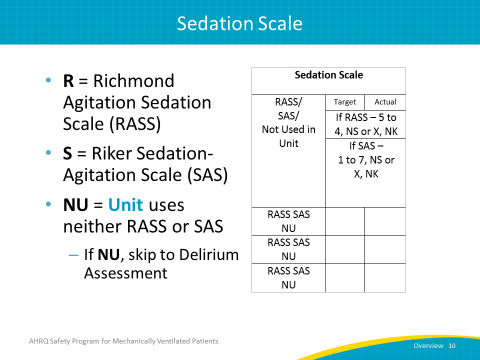 Sedation Scale
• R = Richmond
Agitation Sedation
Scale (RASS)
• S = Riker Sedation-
Agitation Scale (SAS)
• NU = Unit uses
neither RASS or SAS
– If NU, skip to Delirium
Assessment
Sedation Scale
RASS/
SAS/
Not Used in
Unit
Target Actual
If RASS – 5 to
4, NS or X, NK
If SAS –
1 to 7, NS or
X, NK
RASS SAS
NU
RASS SAS
NU
RASS SAS
NU
AHRQ Safety Program for Mechanically Ventilated Patients
Overview 10